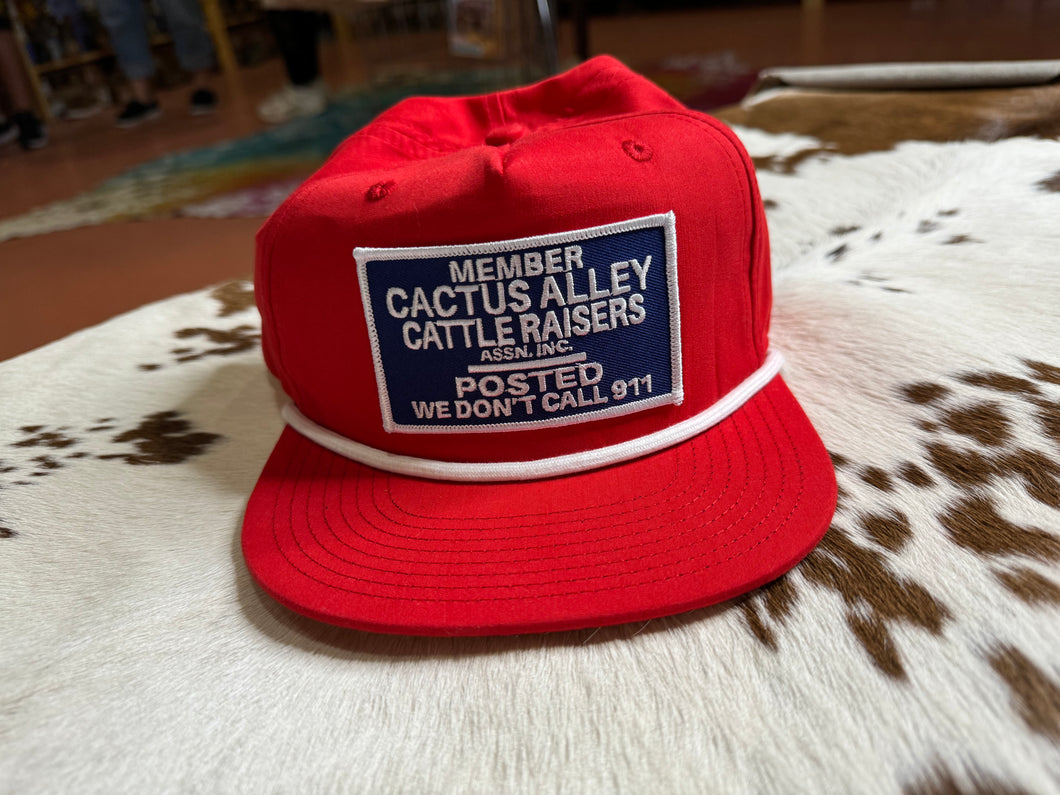 MEMBER
CACTUS ALLEY
CATTLE RAISERS
ASSN. INC.
POSTED
WE DON'T CALL 911